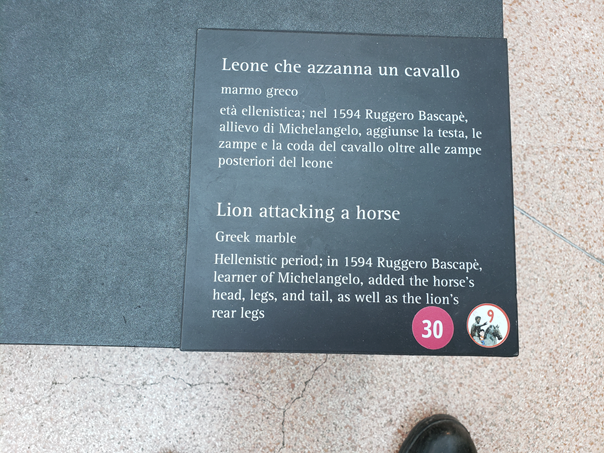 Leone che azzanna un cavallo
marmo greco
età ellenistica; nel 1594 Ruggero Bascapè,
allievo di Michelangelo, aggiunse la testa, le
zampe e la coda del cavallo oltre alle zampe
posteriori del leone
Lion attacking a horse
Greek marble
Hellenistic period; in 1594 Ruggero Bascapè,
learner of Michelangelo, added the horse's
head, legs, and tail, as well as the lion's
rear legs
30
9